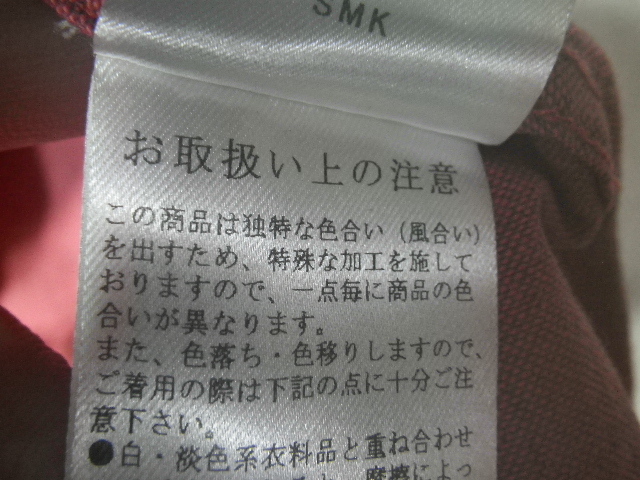 SMK
お取扱い上の注意
この商品は独特な色合い（風合い）
を出すため、特殊な加工を施して
おりますので、一点毎に商品の色
合いが異なります。
また、色落ち・色移りしますので、
ご着用の際は下記の点に十分ご注
意下さい。
●白・淡色系衣料品と重ね合わせ
摩擦によっ